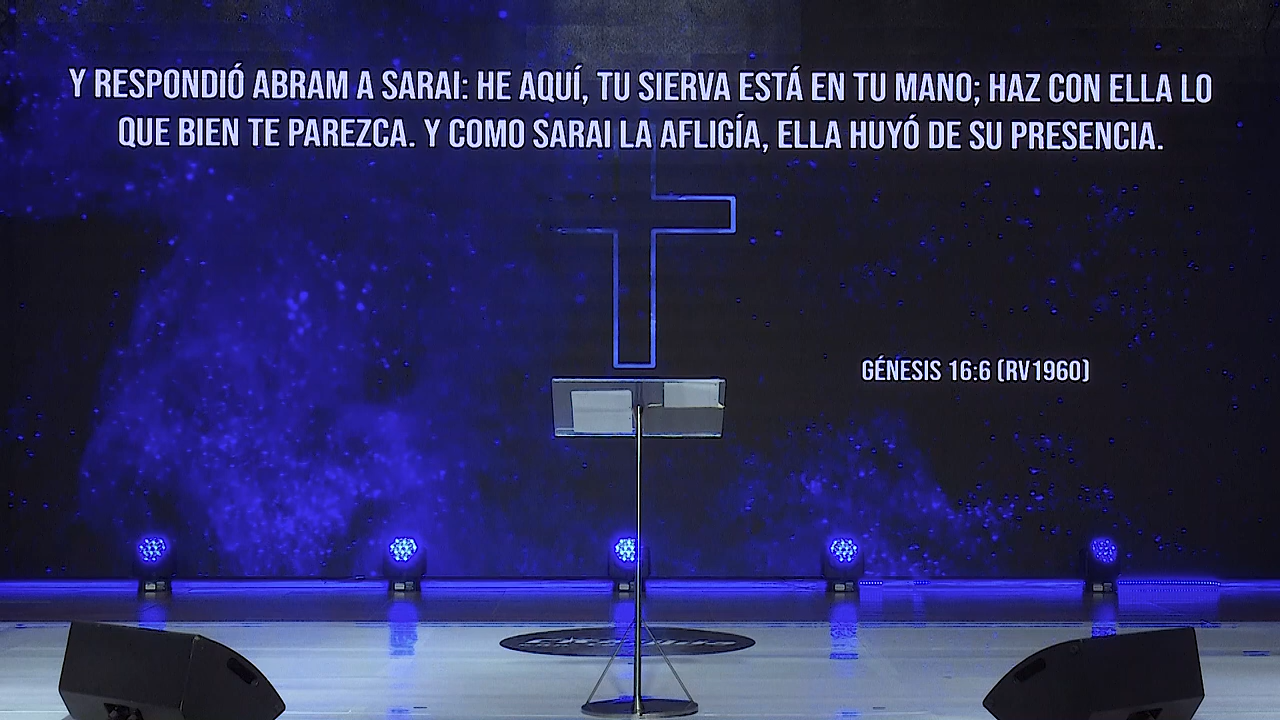 Y RESPONDIÓ ABRAM A SARAI: HE AQUÍ, TU SIERVA ESTÁ EN TU MANO; HAZ CON ELLA LO
QUE BIEN TE PAREZCA. Y COMO SARAI LA AFLIGÍA, ELLA HUYÓ DE SU PRESENCIA.
GÉNESIS 16:6 (RV1960)